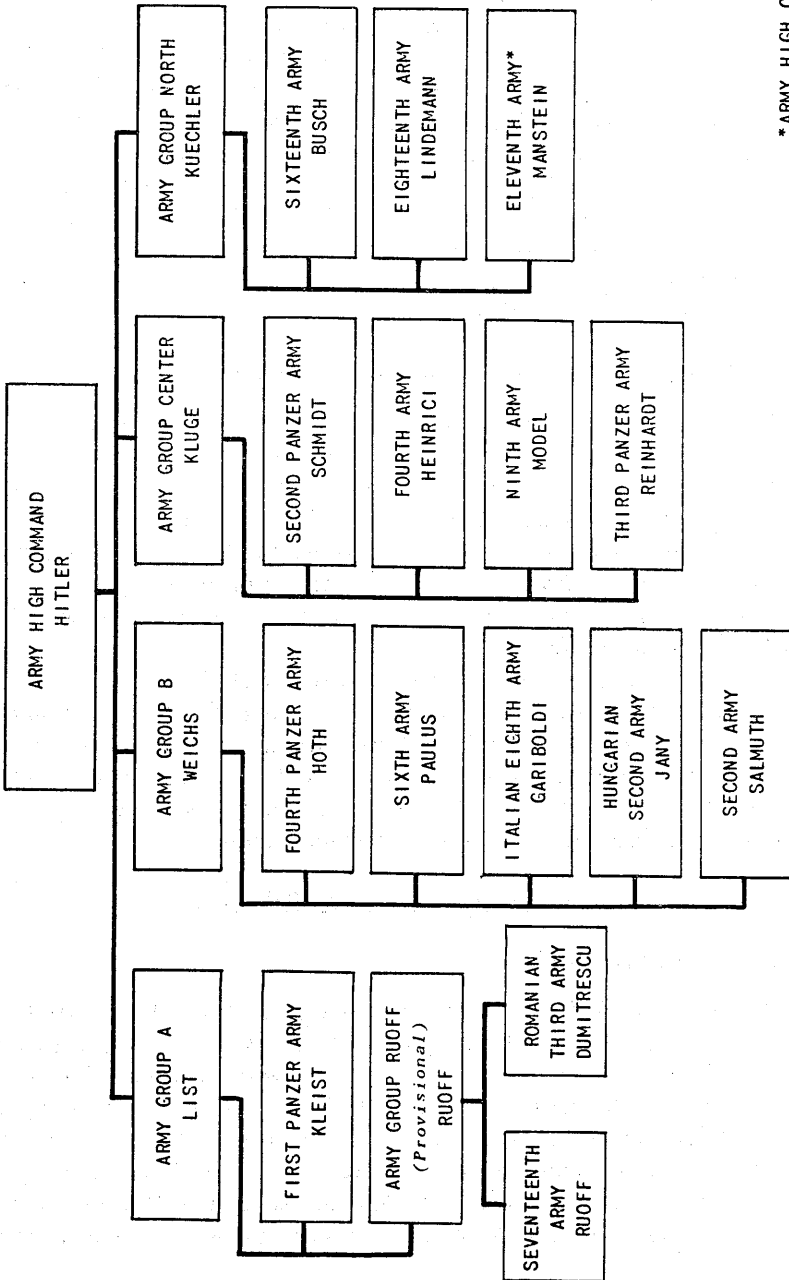 ARMY HIGH COMMAND
HITLER
ARMY GROUP A
LIST
FIRST PANZER ARMY
KLEIST
ARMY GROUP RUOFF
(Provisional)
RUOFF
SEVENTEENTH
ARMY
RUOFF
ROMANIAN
THIRD ARMY
DUMITRESCU
ARMY GROUP B
WEICHS
FOURTH PANZER ARMY
HOTH
SIXTH ARMY
PAULUS
ITALIAN EIGHTH ARMY
GARIBOLDI
HUNGARIAN
SECOND ARMY
JANY
SECOND ARMY
SALMUTH
ARMY GROUP CENTER
KLUGE
SECOND PANZER ARMY
SCHMIDT
FOURTH ARMY
HEINRICI
NINTH ARMY
MODEL
THIRD PANZER ARMY
REINHARDT
ARMY GROUP NORTH
KUECHLER
SIXTEENTH ARMY
BUSCH
EIGHTEENTH ARMY
LINDEMANN
ELEVENTH ARMY*
MANSTEIN
*ARMY HIGH C